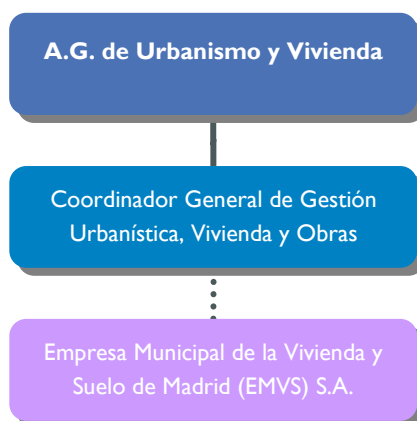 A.G. de Urbanismo y Vivienda
Coordinador General de Gestión
Urbanística, Vivienda y Obras
Empresa Municipal de la Vivienda y
Suelo de Madrid (EMVS) S.A.